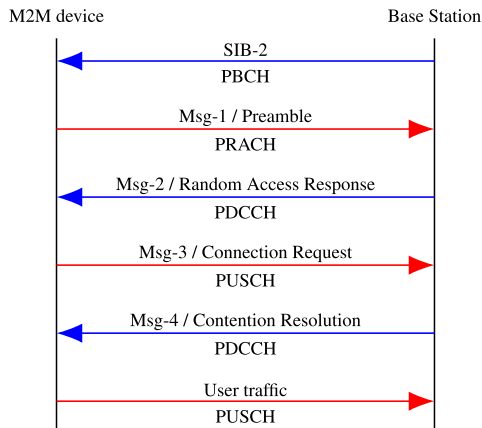 M2M device
Base Station
SIB-2
PBCH
Msg-1 / Preamble
PRACH
Msg-2 / Random Access Response
PDCCH
Msg-3 / Connection Request
PUSCH
Msg-4 / Contention Resolution
PDCCH
User traffic
PUSCH